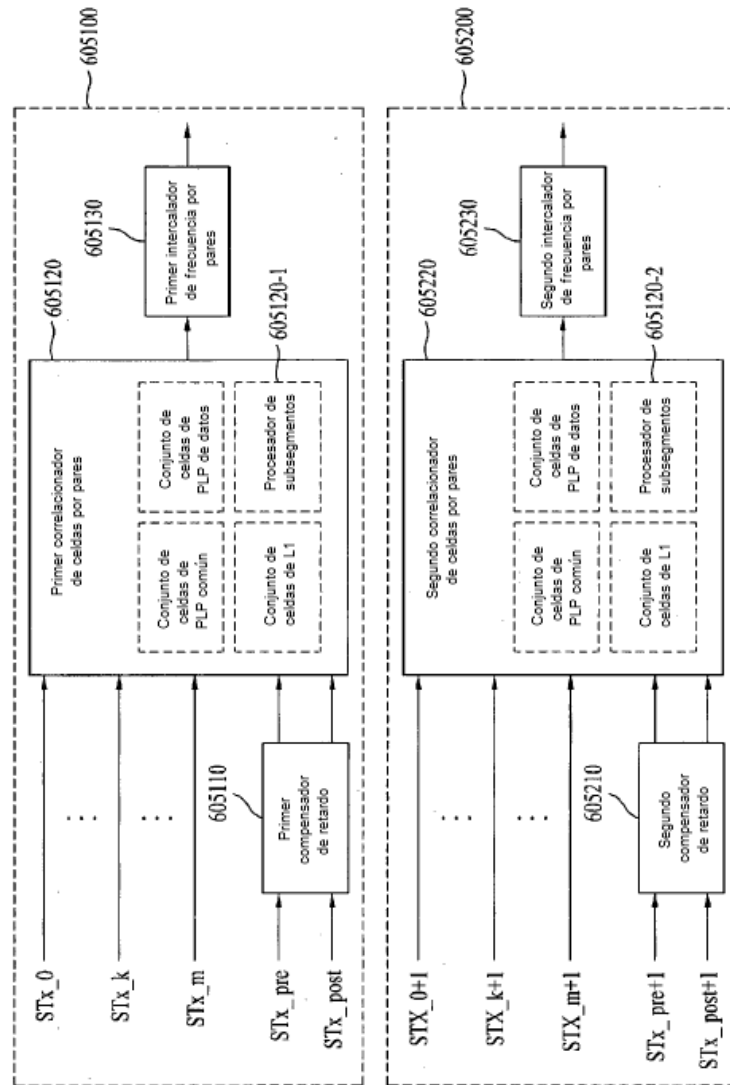 605100
605120
605130
605110
Primer correlacionador
de celdas por pares
Conjunto de
celdas de
PLP común
Conjunto de
celdas de
PLP de datos
Conjunto de
celdas de L1
Procesador de
subsegmentos
605120-1
Primer intercalador
de frecuencia por
pares
Primer
compensador
de retardo
STx_0
STx_k
STx_m
STx_pre
STx_post
605200
605220
605230
605210
Segundo correlacionador
de celdas por pares
Conjunto de
celdas de
PLP común
Conjunto de
celdas de
PLP de datos
Conjunto de
celdas de L1
Procesador de
subsegmentos
605120-2
Segundo intercalador
de frecuencia por
pares
Segundo
compensador
de retardo
STX_0+1
STX_k+1
STX_m+1
STx_pre+1
STx_post+1